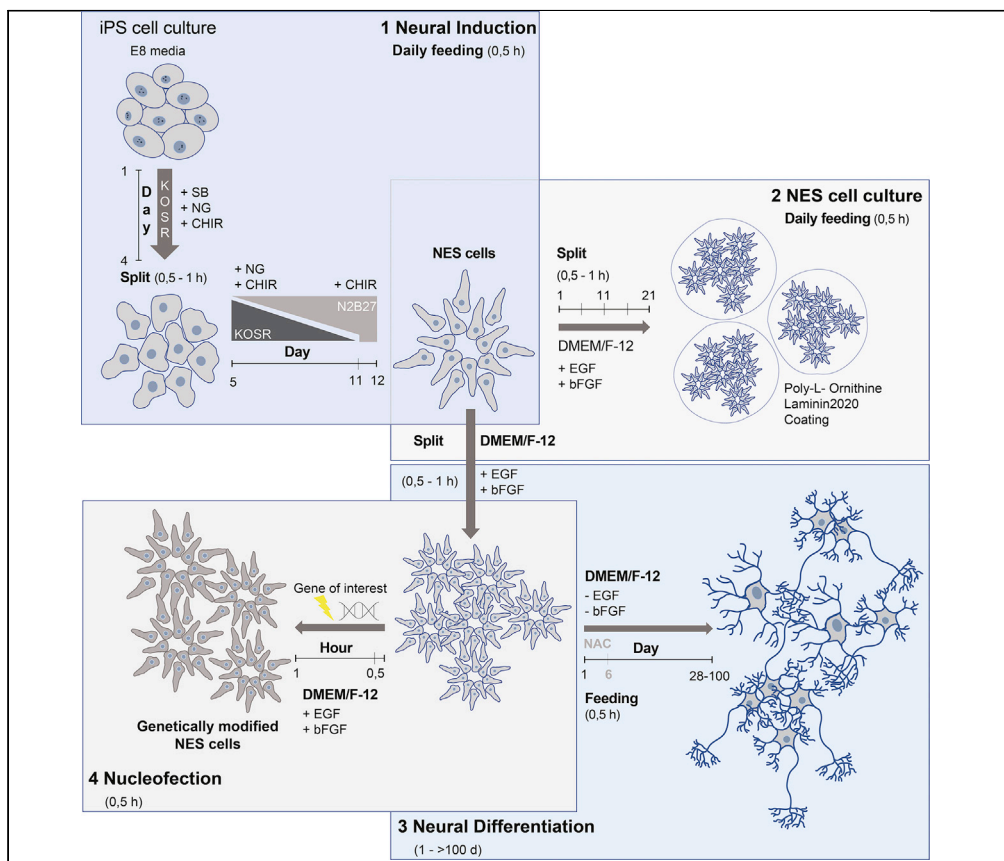 iPS cell culture
E8 media
1 Neural Induction
Daily feeding (0,5 h)
1
Day
4
KOSR
+ SB
+ NG
+ CHIR
Split (0,5 - 1 h)
+ NG
+ CHIR
+ CHIR
N2B27
KOSR
Day
5
11
12
NES cells
2 NES cell culture
Daily feeding (0,5 h)
Split
(0,5 - 1 h)
1
11
21
DMEM/F-12
+ EGF
+ bFGF
Poly-L- Ornithine
Laminin2020
Coating
Split
DMEM/F-12
(0,5 - 1 h)
+ EGF
+ bFGF
Gene of interest
Hour
1
0,5
DMEM/F-12
+ EGF
+ bFGF
Genetically modified
NES cells
4 Nucleofection
(0,5 h)
DMEM/F-12
- EGF
- bFGF
NAC
Day
1
6
28-100
Feeding
(0,5 h)
3 Neural Differentiation
(1 - >100 d)